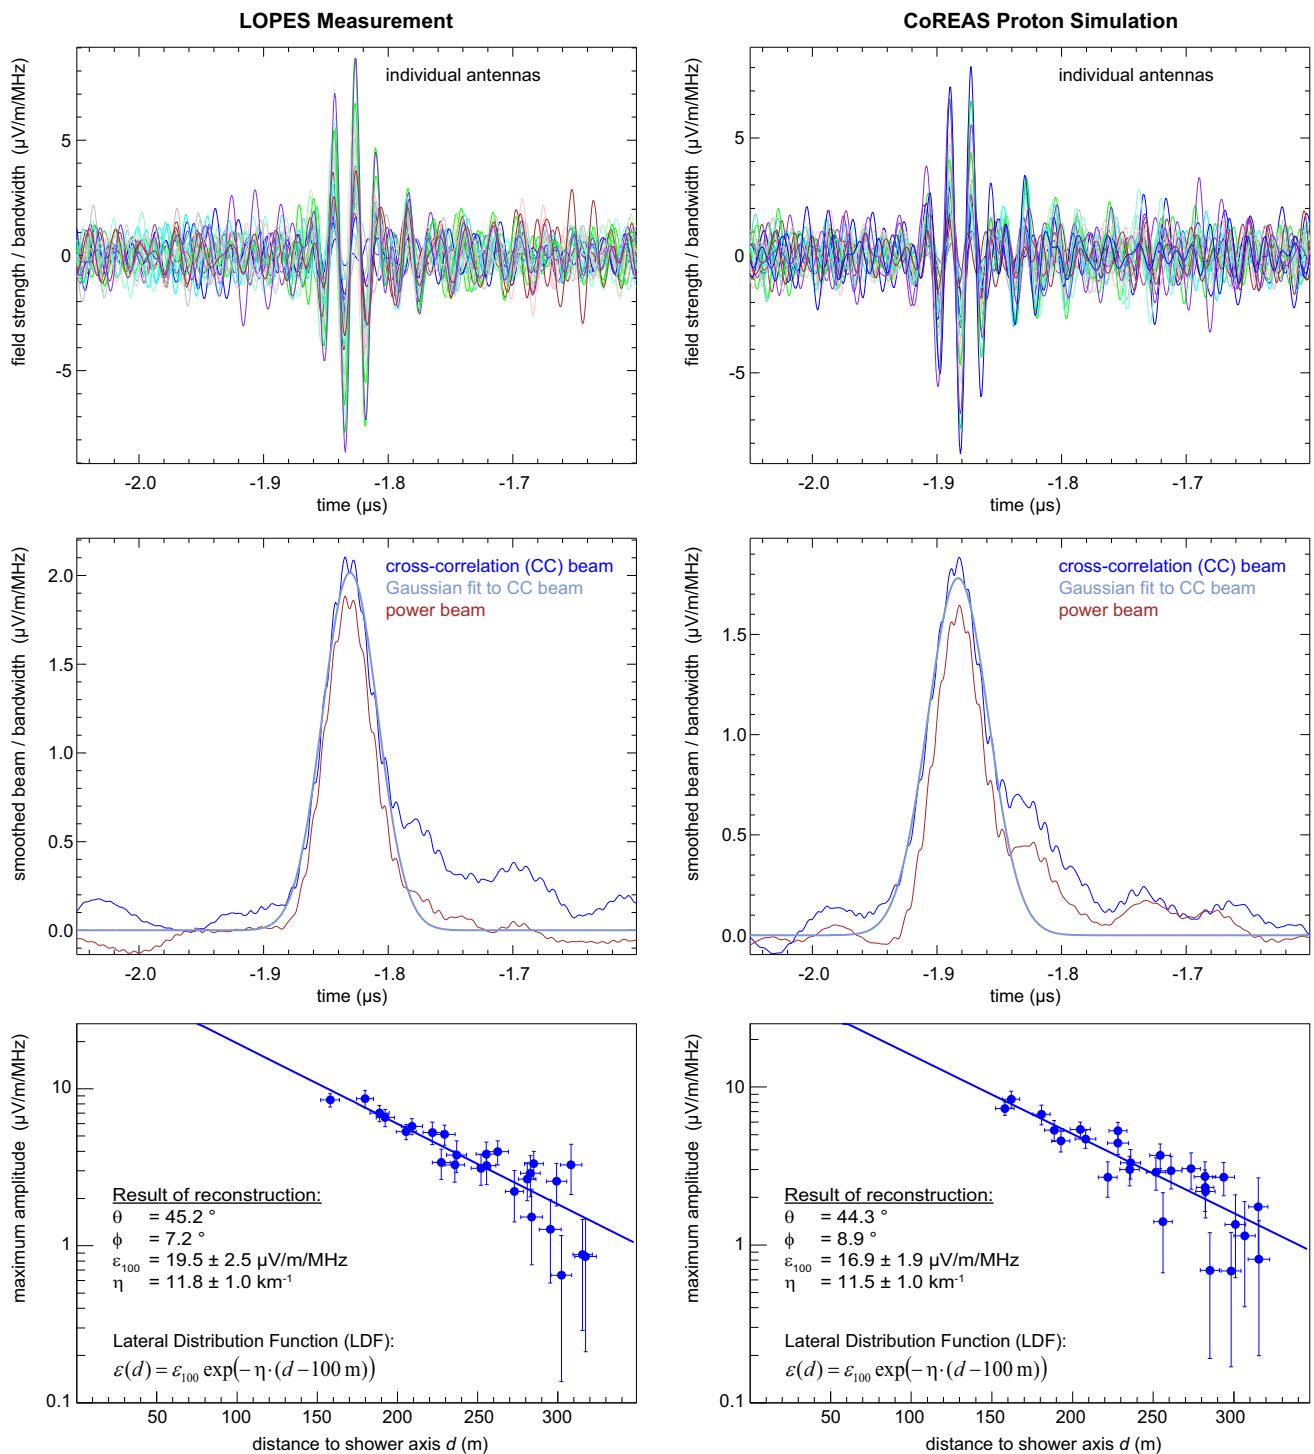 LOPES Measurement
CoREAS Proton Simulation
individual antennas
individual antennas
field strength / bandwidth (µV/m/MHz)
5
0
-5
-2.0 -1.9 -1.8 -1.7
time (µs)
field strength / bandwidth (µV/m/MHz)
5
0
-5
-2.0 -1.9 -1.8 -1.7
time (µs)
smoothed beam / bandwidth (µV/m/MHz)
2.0
1.5
1.0
0.5
0.0
cross-correlation (CC) beam
Gaussian fit to CC beam
power beam
-2.0 -1.9 -1.8 -1.7
time (µs)
smoothed beam / bandwidth (µV/m/MHz)
1.5
1.0
0.5
0.0
cross-correlation (CC) beam
Gaussian fit to CC beam
power beam
-2.0 -1.9 -1.8 -1.7
time (µs)
maximum amplitude (µV/m/MHz)
10
1
0.1
Result of reconstruction:
θ = 45.2 °
ϕ = 7.2 °
ε₁₀₀ = 19.5 ± 2.5 µV/m/MHz
η = 11.8 ± 1.0 km⁻¹
Lateral Distribution Function (LDF):
ε(d) = ε₁₀₀ exp(−η·(d−100 m))
50 100 150 200 250 300
distance to shower axis d (m)
maximum amplitude (µV/m/MHz)
10
1
0.1
Result of reconstruction:
θ = 44.3 °
ϕ = 8.9 °
ε₁₀₀ = 16.9 ± 1.9 µV/m/MHz
η = 11.5 ± 1.0 km⁻¹
Lateral Distribution Function (LDF):
ε(d) = ε₁₀₀ exp(−η·(d−100 m))
50 100 150 200 250 300
distance to shower axis d (m)